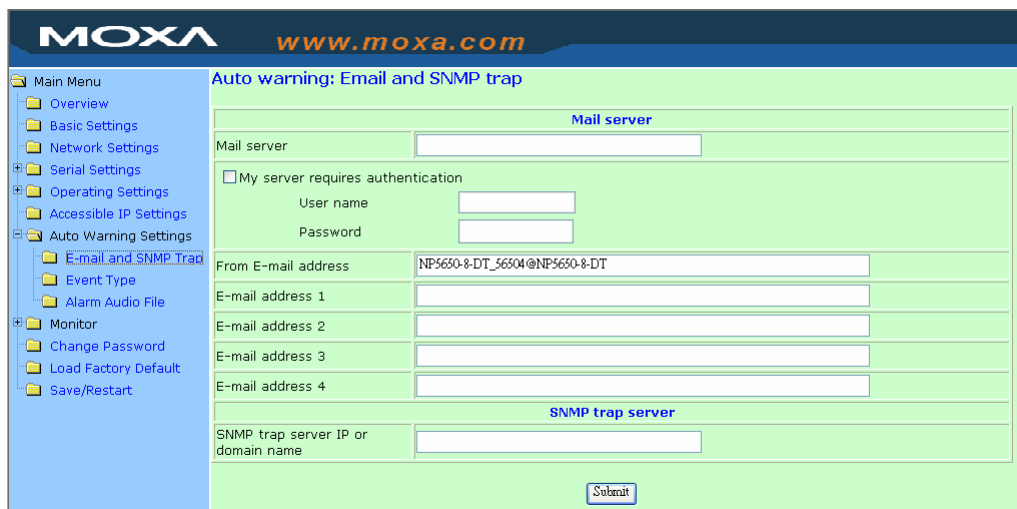 MOXA www.moxa.com
Main Menu
Overview
Basic Settings
Network Settings
Serial Settings
Operating Settings
Accessible IP Settings
Auto Warning Settings
E-mail and SNMP Trap
Event Type
Alarm Audio File
Monitor
Change Password
Load Factory Default
Save/Restart
Auto warning: Email and SNMP trap
Mail server
Mail server
My server requires authentication
User name
Password
From E-mail address NP5650-8-DT_56504@NP5650-8-DT
E-mail address 1
E-mail address 2
E-mail address 3
E-mail address 4
SNMP trap server
SNMP trap server IP or
domain name
Submit